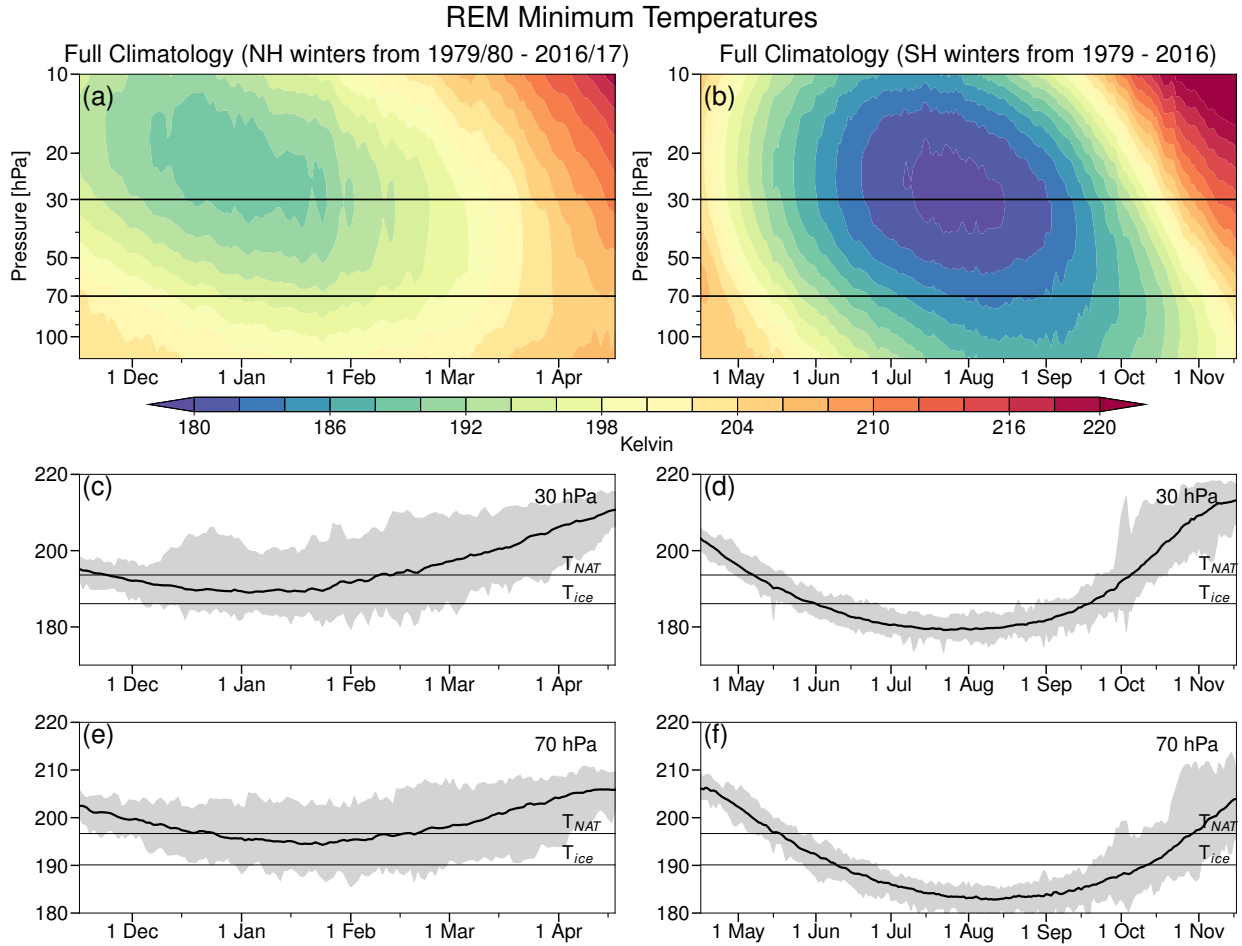 REM Minimum Temperatures
Full Climatology (NH winters from 1979/80 - 2016/17)
Full Climatology (SH winters from 1979 - 2016)
(a)
10
20
30
50
70
100
Pressure [hPa]
1 Dec 1 Jan 1 Feb 1 Mar 1 Apr
(b)
10
20
30
50
70
100
Pressure [hPa]
1 May 1 Jun 1 Jul 1 Aug 1 Sep 1 Oct 1 Nov
180 186 192 198 204 210 216 220
Kelvin
(c)
30 hPa
220
200
180
T_NAT
T_ice
1 Dec 1 Jan 1 Feb 1 Mar 1 Apr
(d)
30 hPa
220
200
180
T_NAT
T_ice
1 May 1 Jun 1 Jul 1 Aug 1 Sep 1 Oct 1 Nov
(e)
70 hPa
220
210
200
190
180
T_NAT
T_ice
1 Dec 1 Jan 1 Feb 1 Mar 1 Apr
(f)
70 hPa
220
210
200
190
180
T_NAT
T_ice
1 May 1 Jun 1 Jul 1 Aug 1 Sep 1 Oct 1 Nov